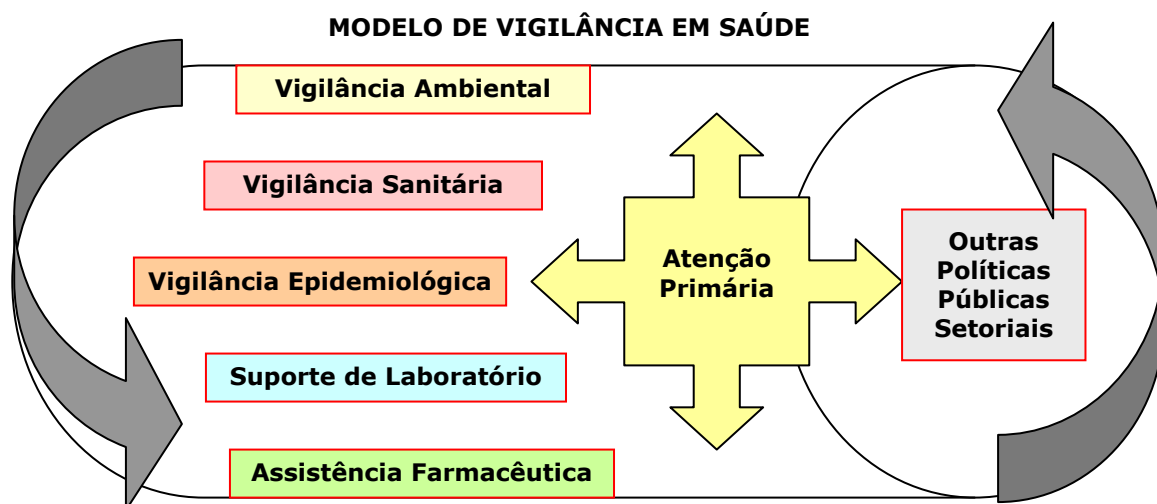 MODELO DE VIGILÂNCIA EM SAÚDE
Vigilância Ambiental
Vigilância Sanitária
Vigilância Epidemiológica
Suporte de Laboratório
Assistência Farmacêutica
Atenção
Primária
Outras
Políticas
Públicas
Setoriais